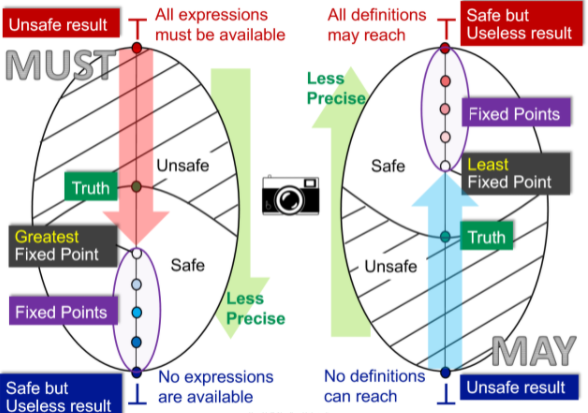 Unsafe result
All expressions
must be available
MUST
Unsafe
Truth
Greatest
Fixed Point
Safe
Fixed Points
Less
Precise
Safe but
Useless result
No expressions
are available
All definitions
may reach
Safe but
Useless result
Less
Precise
Fixed Points
Safe
Least
Fixed Point
Truth
Unsafe
MAY
No definitions
can reach
Unsafe result